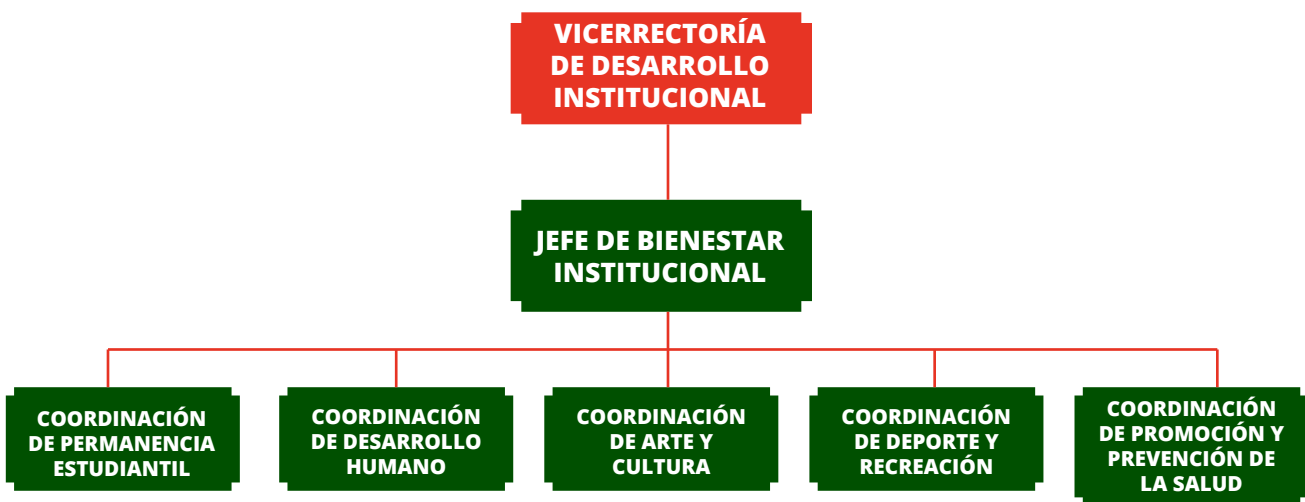 VICERRECTORÍA
DE DESARROLLO
INSTITUCIONAL
JEFE DE BIENESTAR
INSTITUCIONAL
COORDINACIÓN
DE PERMANENCIA
ESTUDIANTIL
COORDINACIÓN
DE DESARROLLO
HUMANO
COORDINACIÓN
DE ARTE Y
CULTURA
COORDINACIÓN
DE DEPORTE Y
RECREACIÓN
COORDINACIÓN
DE PROMOCIÓN Y
PREVENCIÓN DE
LA SALUD